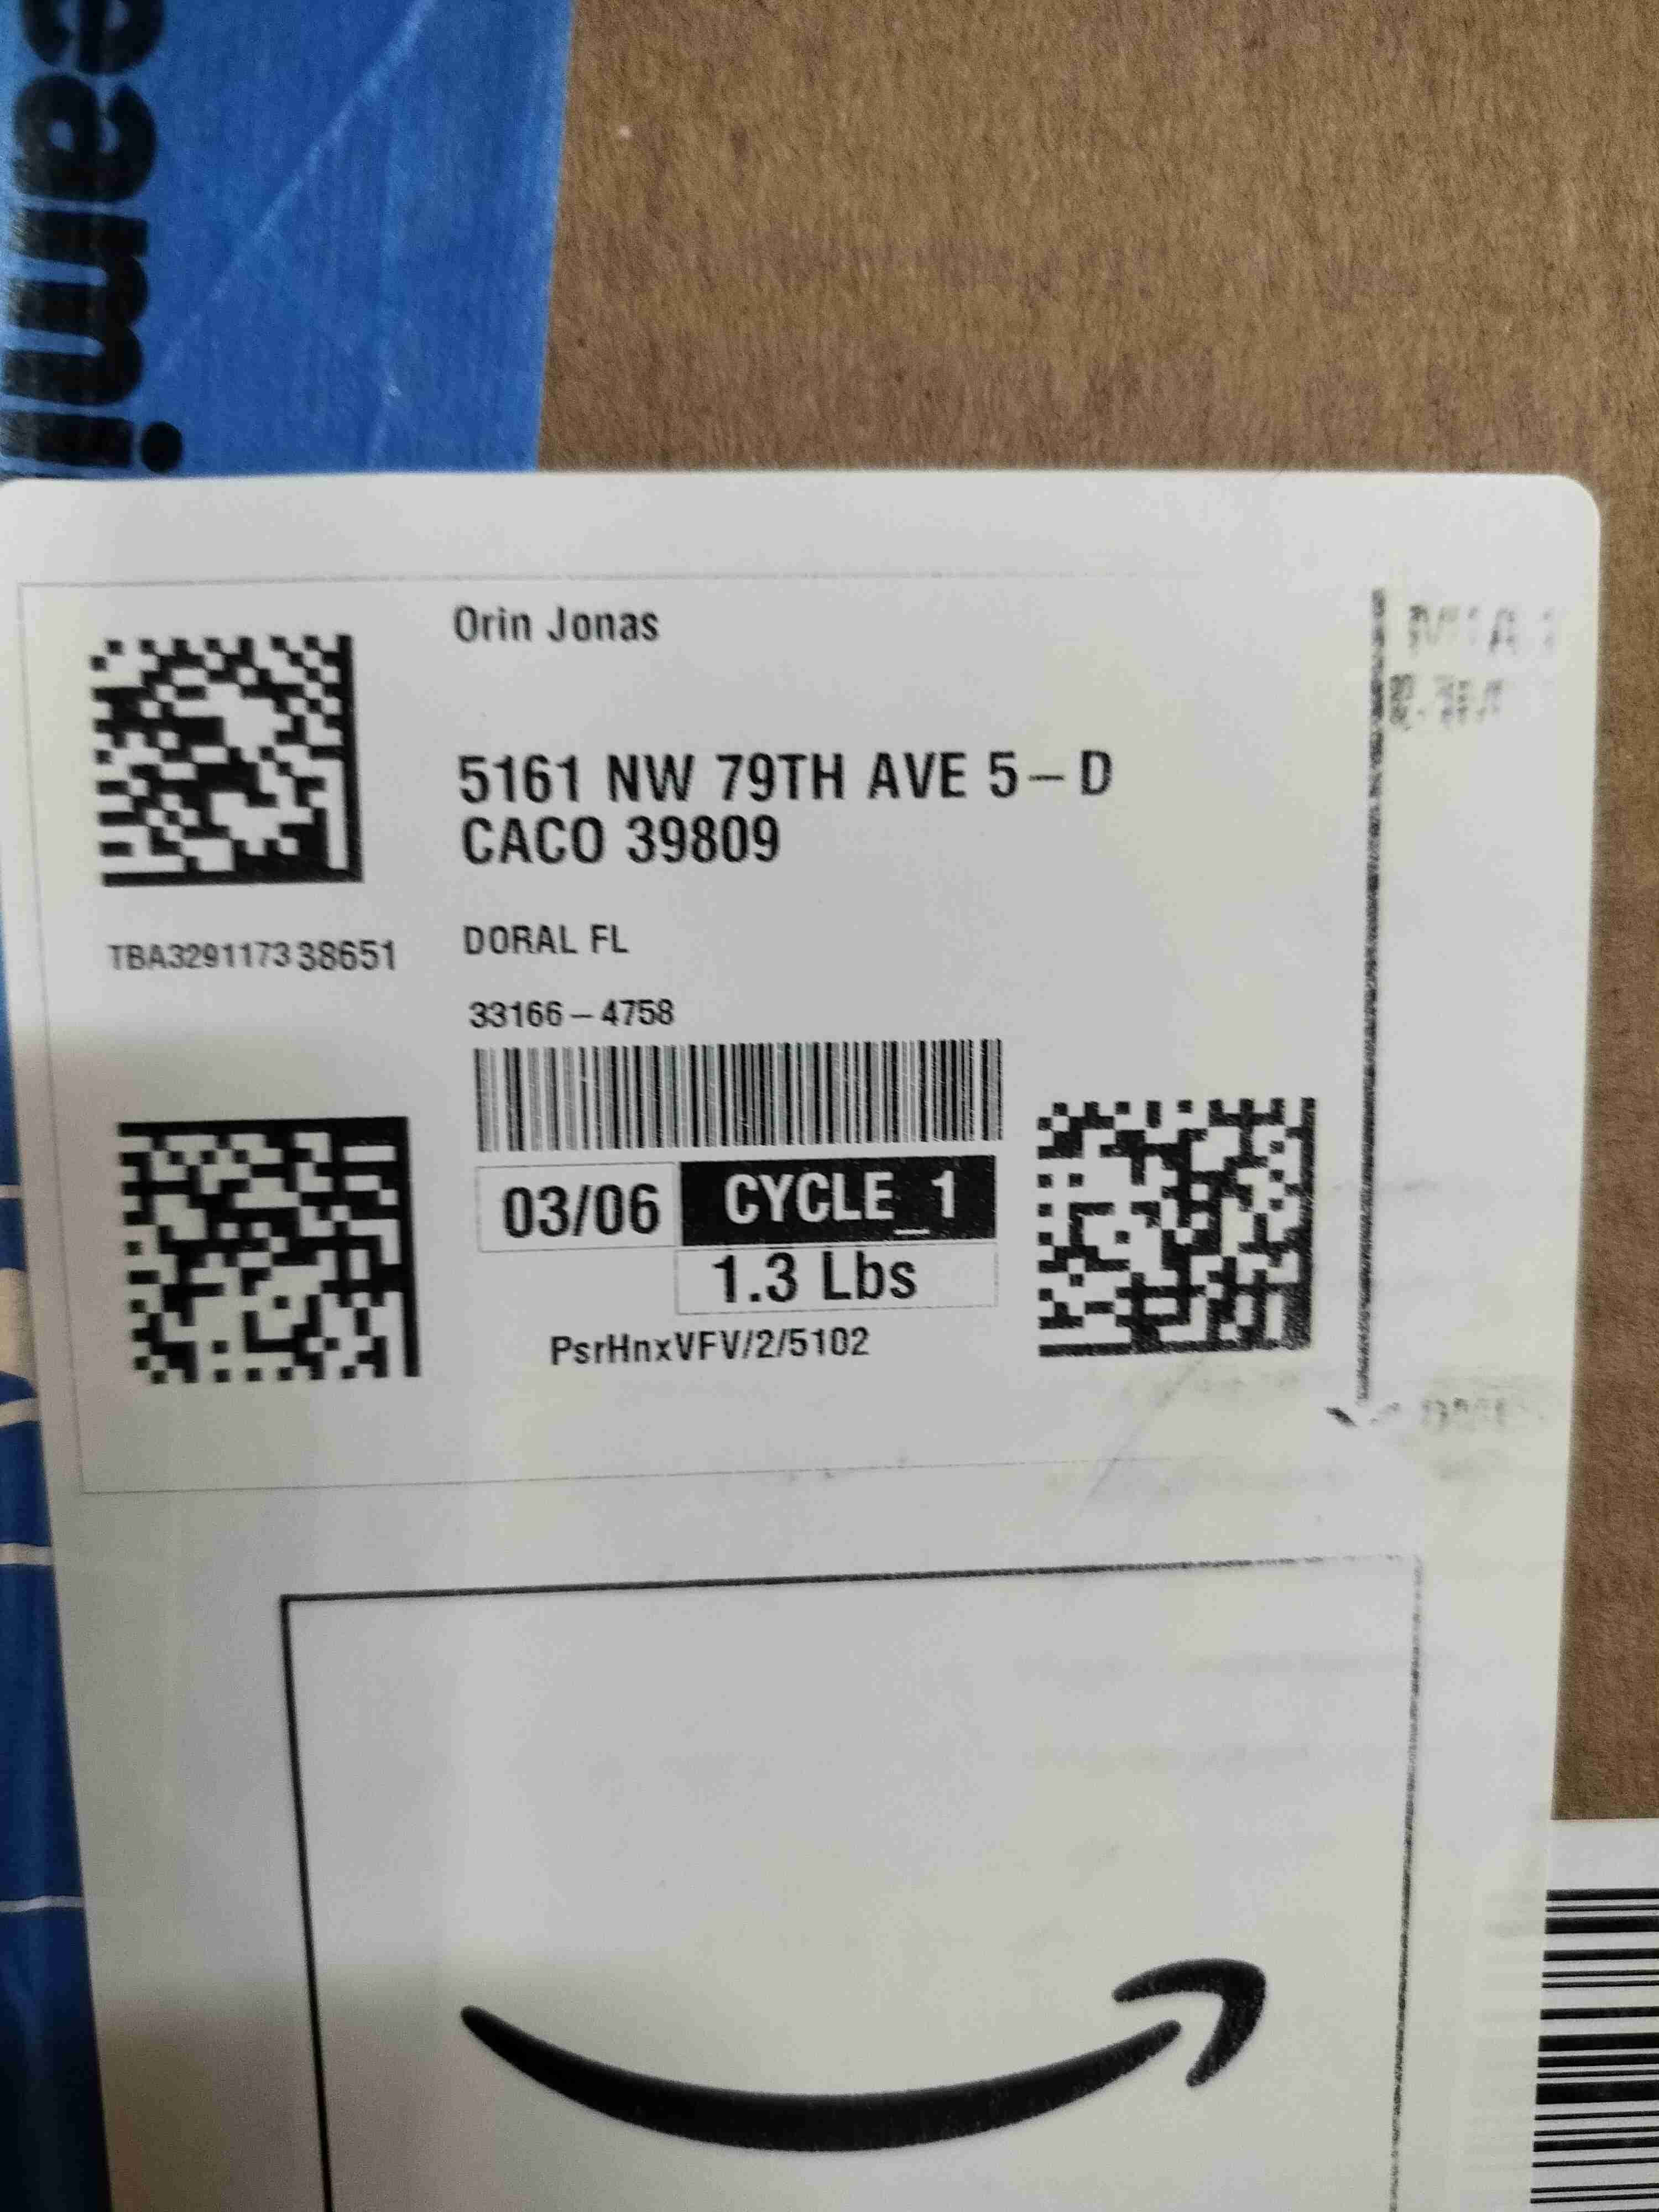 eami
Orin Jonas
5161 NW 79TH AVE 5-D
CACO 39809
TBA329117338651
DORAL FL
33166-4758
03/06
CYCLE_1
1.3 Lbs
PsrHnxVFV/2/5102